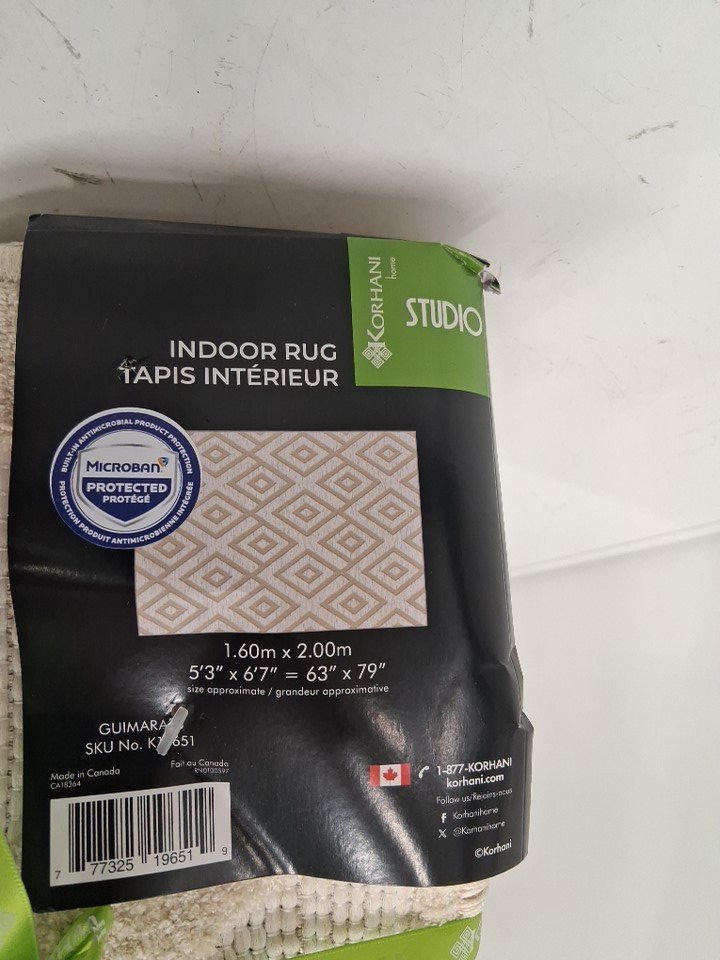 KORHANI
home
STUDIO
INDOOR RUG
TAPIS INTÉRIEUR
BUILT-IN ANTIMICROBIAL PRODUCT PROTECTION
MICROBAN
PROTECTED
PROTÉGÉ
PROTECTION PRODUIT ANTIMICROBIENNE INTÉGRÉE
1.60m x 2.00m
5'3" x 6'7" = 63" x 79"
size approximate / grandeur approximative
SKU No.
Made in Canada
CA18364
Fait au Canada
RN0100597
7 77325 19651 9
1-877-KORHANI
korhani.com
Follow us/Rejoins-nous
Korhanihome
@Korhanihome
©Korhani